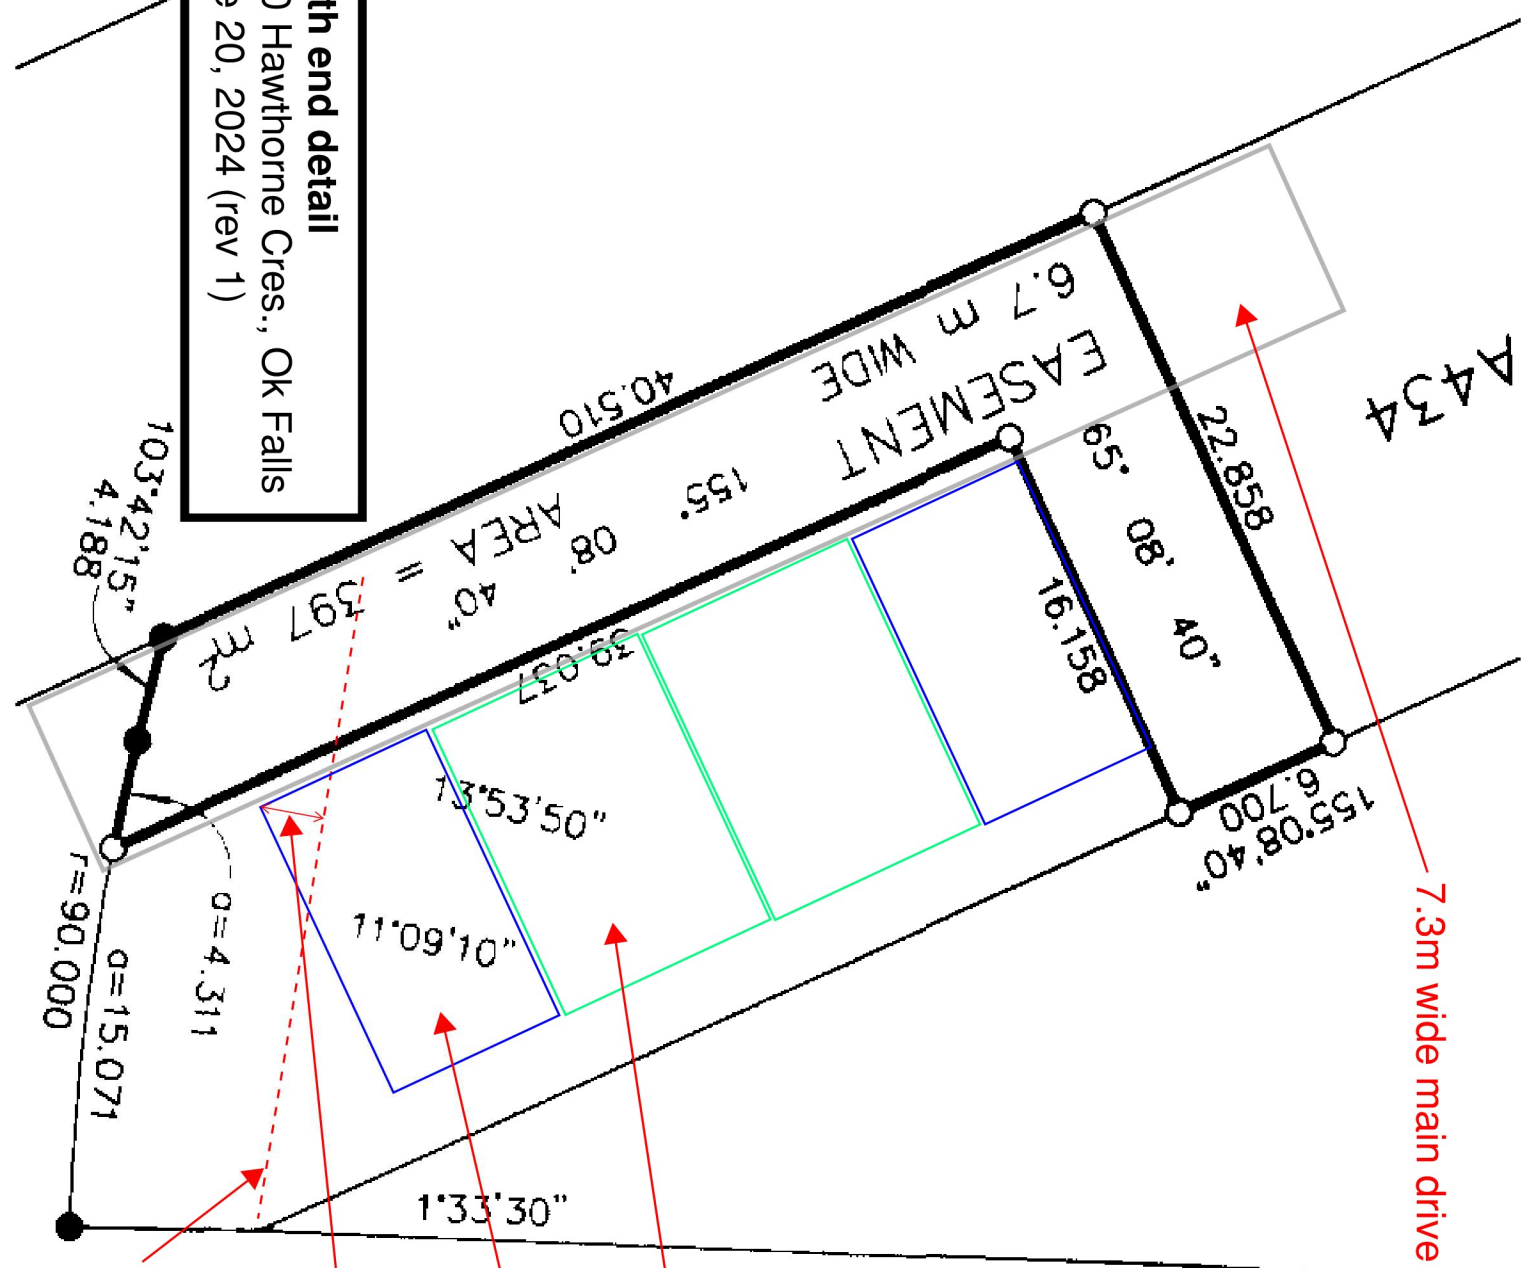 th end detail
0 Hawthorne Cres., Ok Falls
e 20, 2024 (rev 1)
6.7 m WIDE
EASEMENT
AREA = 397 m2
155° 08' 40"
40.510
39.037
103°42'15"
4.188
22.858
65° 08' 40"
16.158
A434
6.700
155°08'40"
13°53'50"
11°09'10"
r=90.000
a=15.071
a=4.311
1°33'30"
7.3m wide main drive